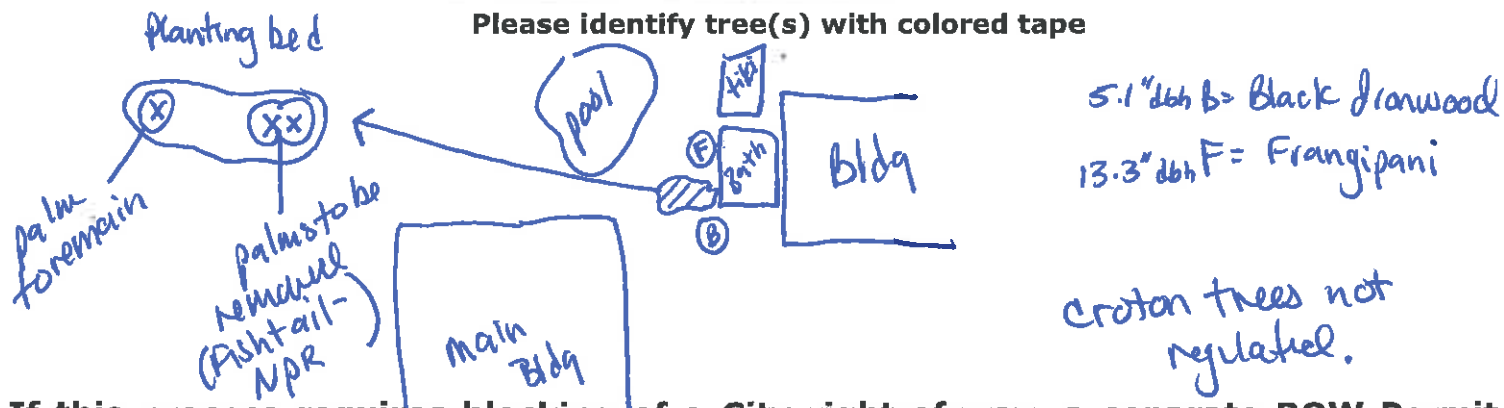 Please identify tree(s) with colored tape
Planting bed
X
X X
palm
to remain
palms to be
removed
(Fishtail-
NPR)
pool
tiki
Bath
F
B
Bldg
main
Bldg
5.1" dbh B= Black Ironwood
13.3" dbh F= Frangipani
Croton trees not
regulated.